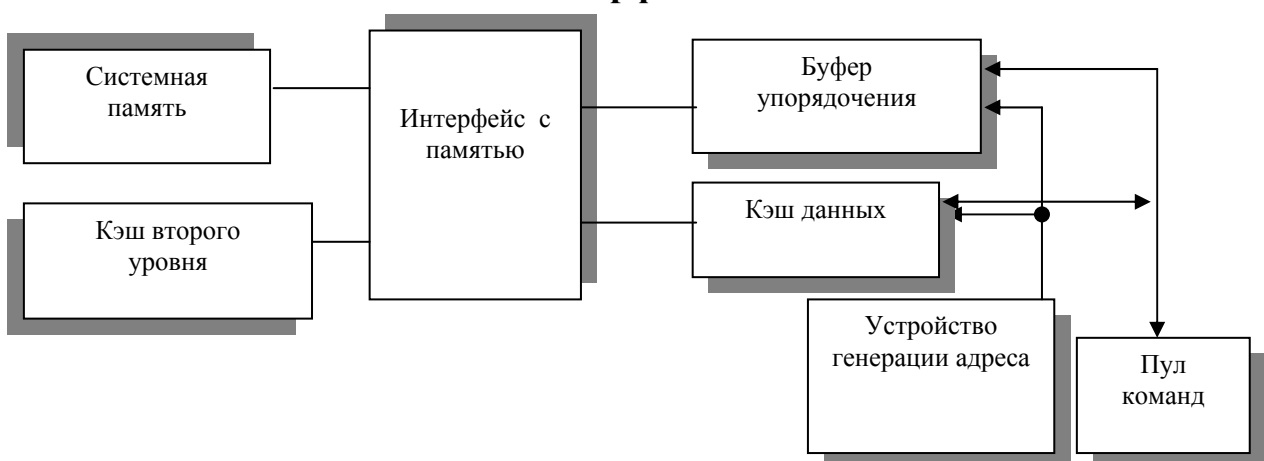 Системная
память
Интерфейс с
памятью
Буфер
упорядочения
Кэш второго
уровня
Кэш данных
Устройство
генерации адреса
Пул
команд